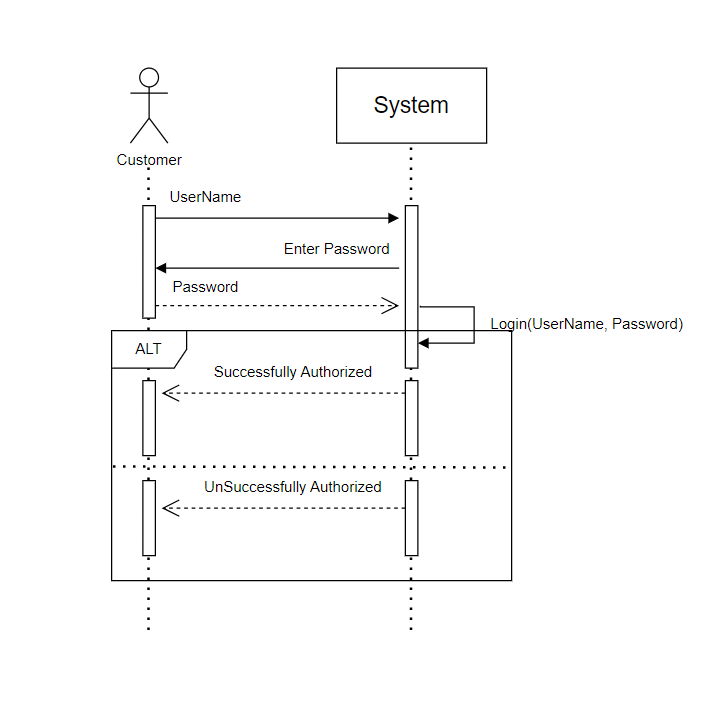 System
Customer
UserName
Enter Password
Password
Login(UserName, Password)
ALT
Successfully Authorized
UnSuccessfully Authorized